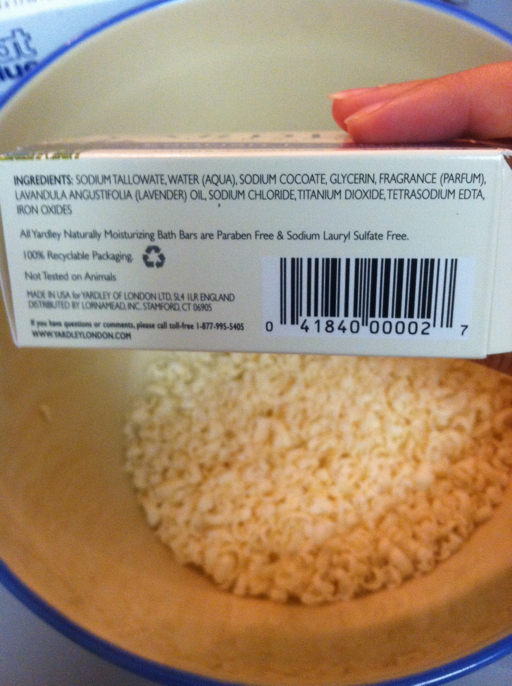 INGREDIENTS: SODIUM TALLOWATE, WATER (AQUA), SODIUM COCOATE, GLYCERIN, FRAGRANCE (PARFUM),
LAVANDULA ANGUSTIFOLIA (LAVENDER) OIL, SODIUM CHLORIDE, TITANIUM DIOXIDE, TETRASODIUM EDTA,
IRON OXIDES
All Yardley Naturally Moisturizing Bath Bars are Paraben Free & Sodium Lauryl Sulfate Free.
100% Recyclable Packaging.
Not Tested on Animals
MADE IN USA for YARDLEY OF LONDON LTD, SL4 1LR ENGLAND
DISTRIBUTED BY LORNAMEAD, INC. STAMFORD, CT 06905
If you have questions or comments, please call toll-free 1-877-995-5405
WWW.YARDLEYLONDON.COM
0 41840 00002 7